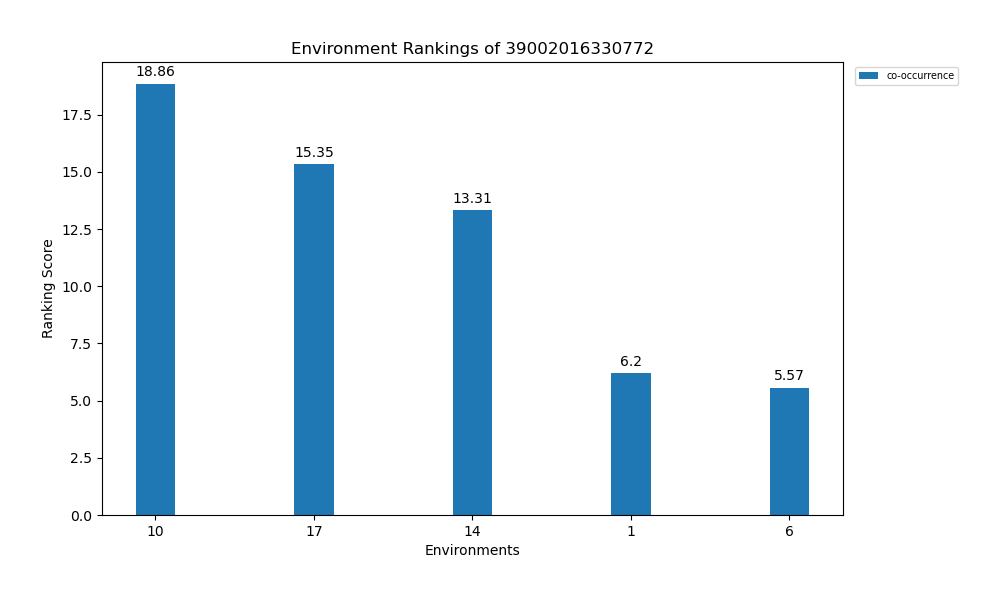 Environment Rankings of 39002016330772
co-occurrence
18.86
15.35
13.31
6.2
5.57
Ranking Score
17.5
15.0
12.5
10.0
7.5
5.0
2.5
0.0
10 17 14 1 6
Environments